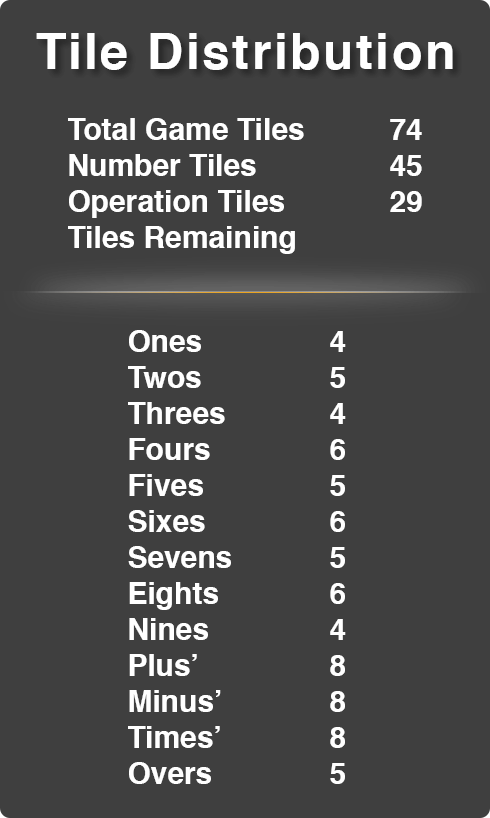 Tile Distribution
Total Game Tiles 74
Number Tiles 45
Operation Tiles 29
Tiles Remaining
Ones 4
Twos 5
Threes 4
Fours 6
Fives 5
Sixes 6
Sevens 5
Eights 6
Nines 4
Plus’ 8
Minus’ 8
Times’ 8
Overs 5